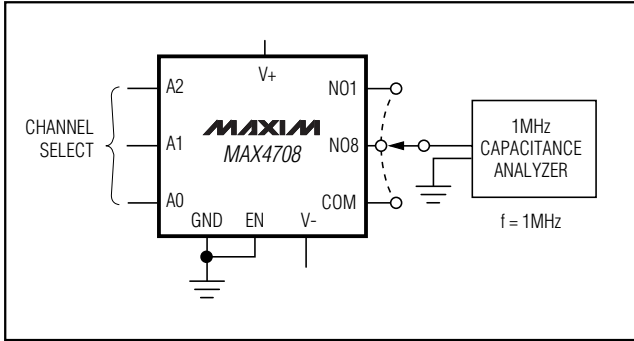 V+
A2
A1
A0
CHANNEL
SELECT
MAXIM
MAX4708
NO1
NO8
COM
GND
EN
V-
1MHz
CAPACITANCE
ANALYZER
f = 1MHz